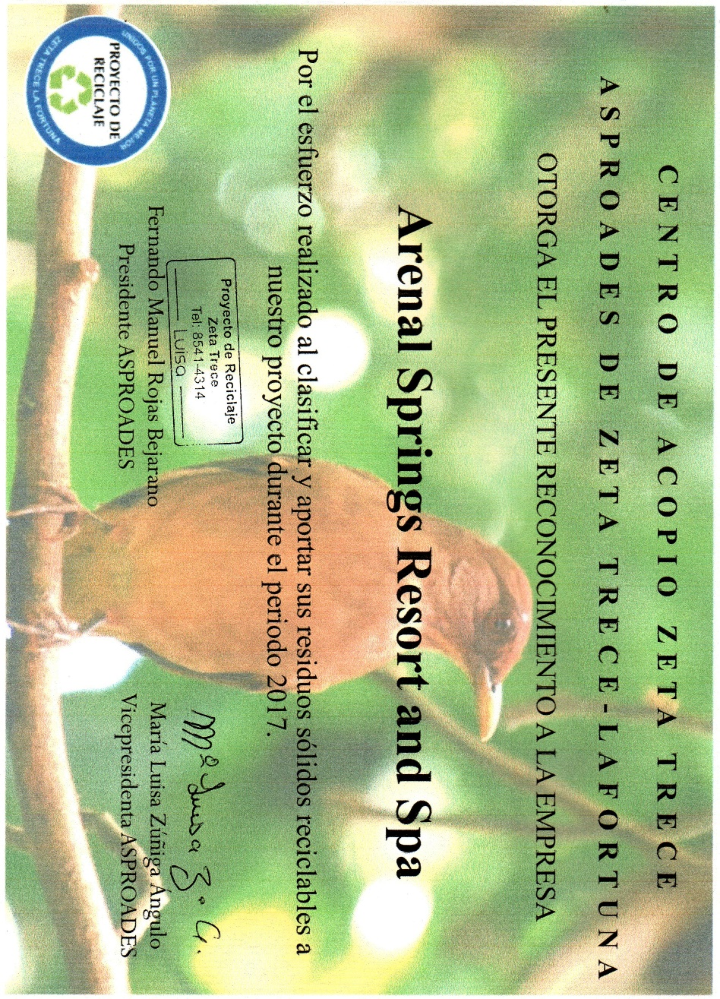 CENTRO DE ACOPIO ZETA TRECE
ASPROADES DE ZETA TRECE-LAFORTUNA
OTORGA EL PRESENTE RECONOCIMIENTO A LA EMPRESA
Arenal Springs Resort and Spa
Por el esfuerzo realizado al clasificar y aportar sus residuos sólidos reciclables a
nuestro proyecto durante el periodo 2017.
Proyecto de Reciclaje
Zeta Trece
Tel: 8541-4314
Luisa
Mª Luisa Z. A.
Fernando Manuel Rojas Bejarano
Presidente ASPROADES
María Luisa Zúñiga Ángulo
Vicepresidenta ASPROADES
UNIDOS POR UN PLANETA MEJOR
PROYECTO DE
RECICLAJE
ZETA TRECE LA FORTUNA